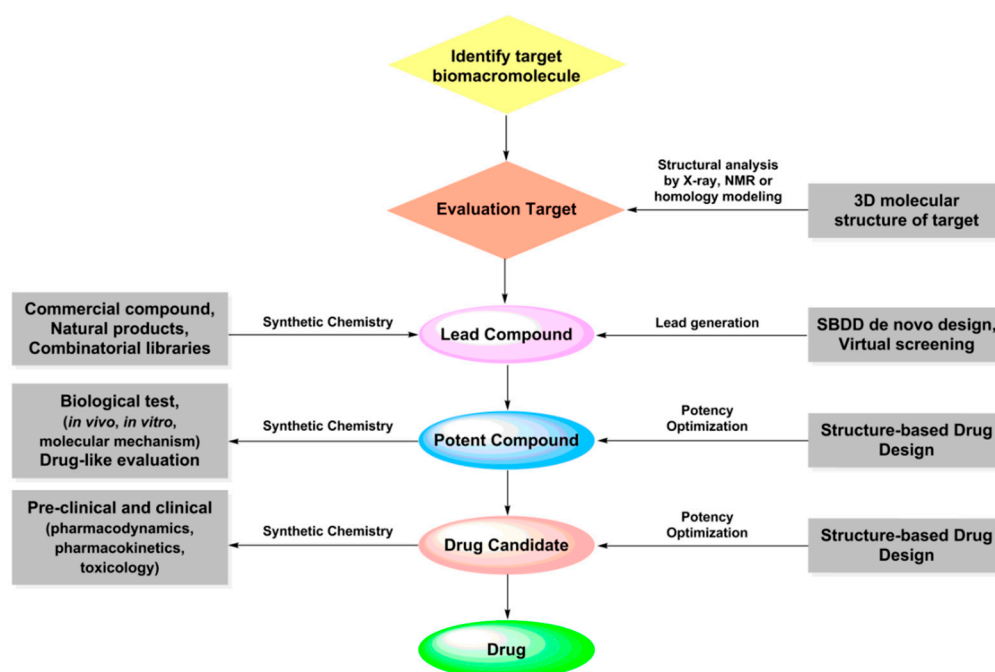 Identify target
biomacromolecule
Structural analysis
by X-ray, NMR or
homology modeling
Evaluation Target
3D molecular
structure of target
Commercial compound,
Natural products,
Combinatorial libraries
Synthetic Chemistry
Lead Compound
Lead generation
SBDD de novo design,
Virtual screening
Biological test,
(in vivo, in vitro,
molecular mechanism)
Drug-like evaluation
Synthetic Chemistry
Potent Compound
Potency
Optimization
Structure-based Drug
Design
Pre-clinical and clinical
(pharmacodynamics,
pharmacokinetics,
toxicology)
Synthetic Chemistry
Drug Candidate
Potency
Optimization
Structure-based Drug
Design
Drug